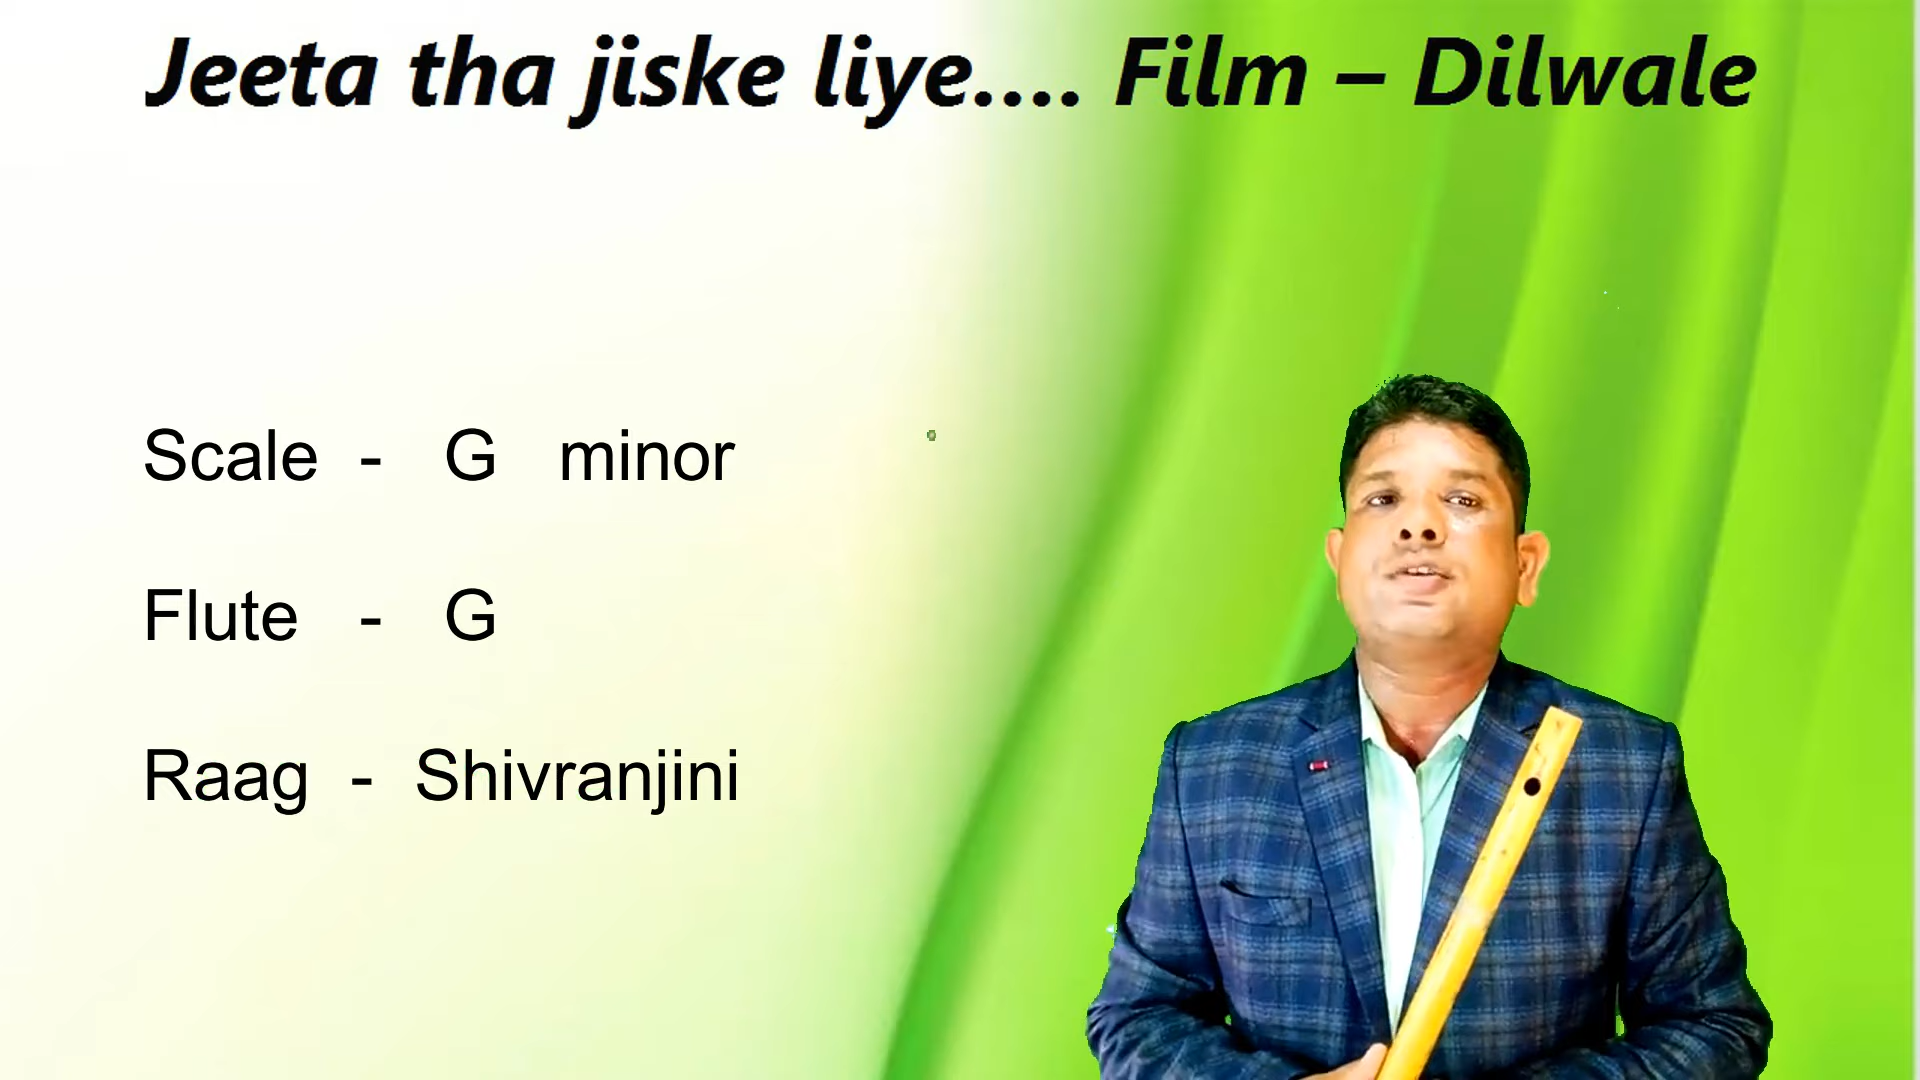 Jeeta tha jiske liye.... Film – Dilwale
Scale - G minor
Flute - G
Raag - Shivranjini